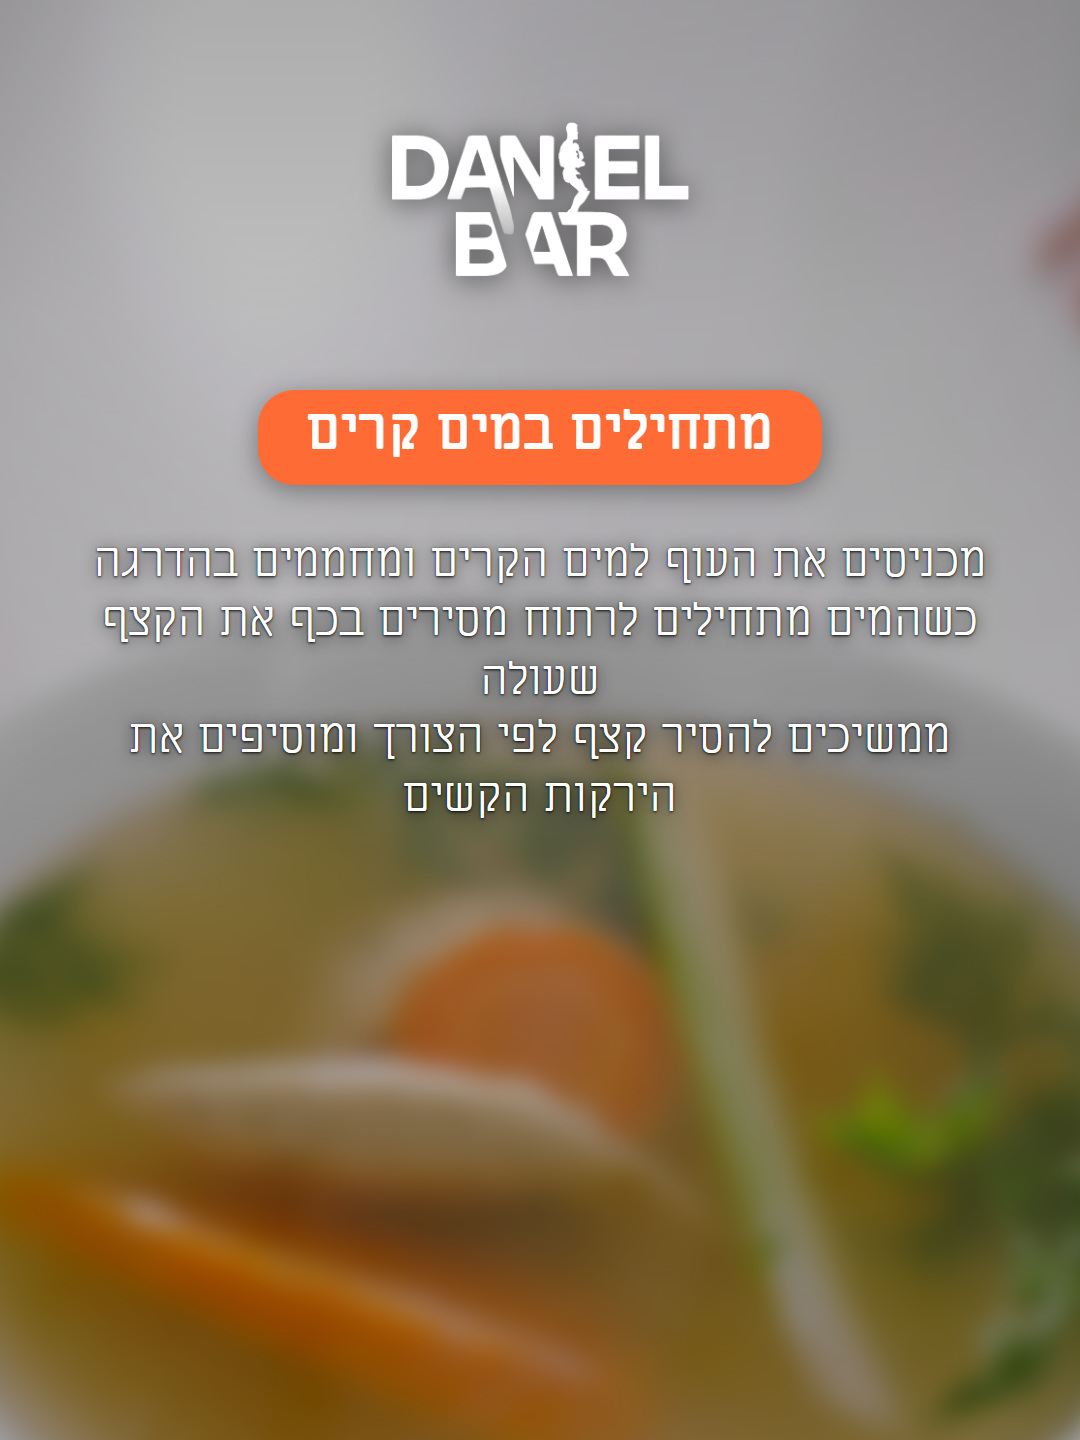 DANIEL
BAR
מתחילים במים קרים
מכניסים את העוף למים הקרים ומחממים בהדרגה
כשהמים מתחילים לרתוח מסירים בכף את הקצף
שעולה
ממשיכים להסיר קצף לפי הצורך ומוסיפים את
הירקות הקשים